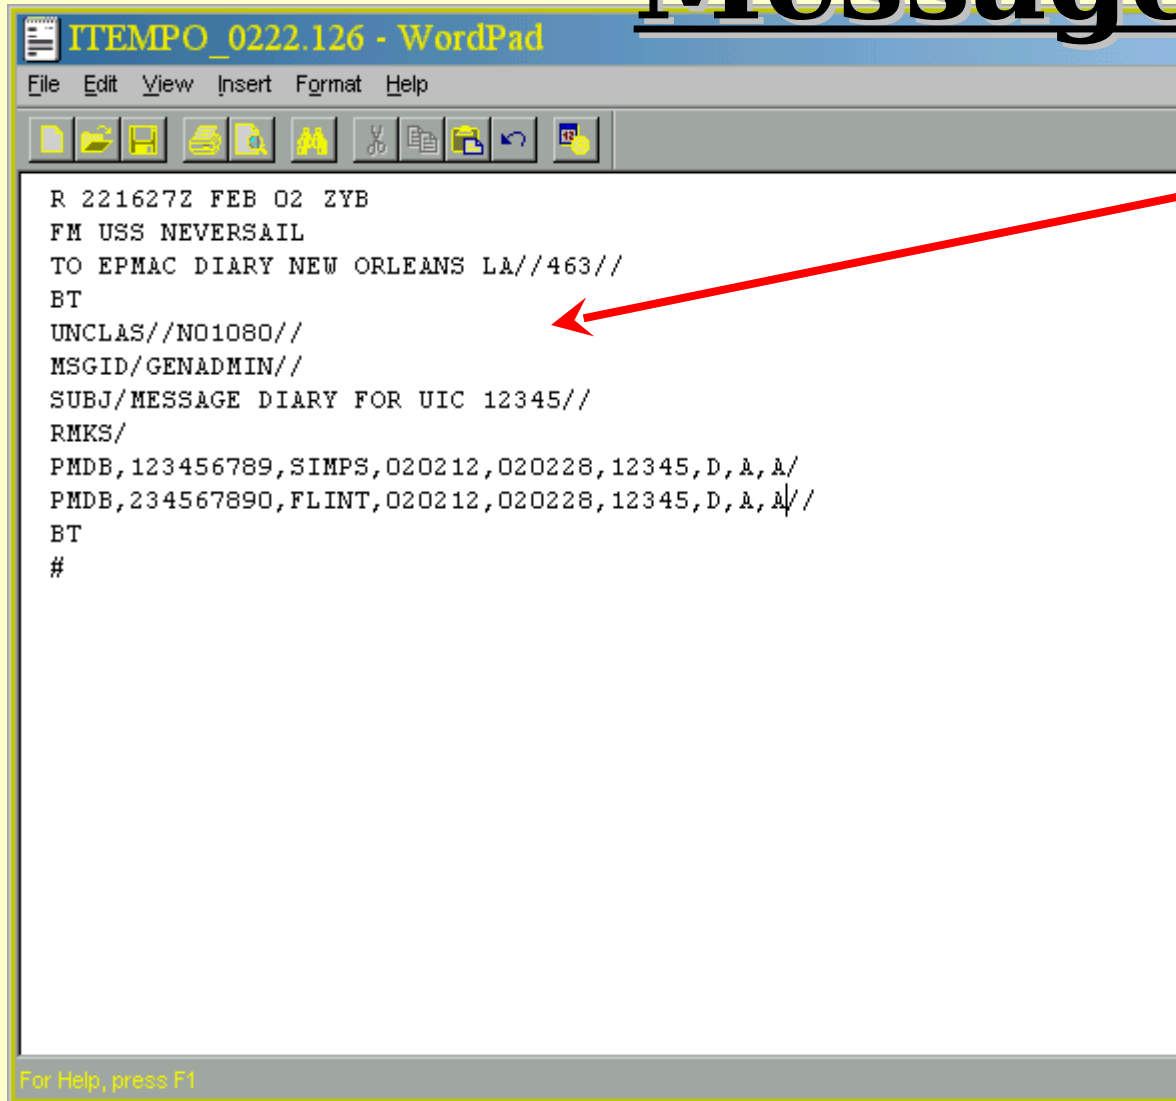 Message
ITEMPO_0222.126 - WordPad
File Edit View Insert Format Help
R 221627Z FEB 02 ZYB
FM USS NEVERSAIL
TO EPMAC DIARY NEW ORLEANS LA//463//
BT
UNCLAS//N01080//
MSGID/GENADMIN//
SUBJ/MESSAGE DIARY FOR UIC 12345//
RMKS/
PMDB,123456789,SIMPS,020212,020228,12345,D,A,A/
PMDB,234567890,FLINT,020212,020228,12345,D,A,A//
BT
#
For Help, press F1